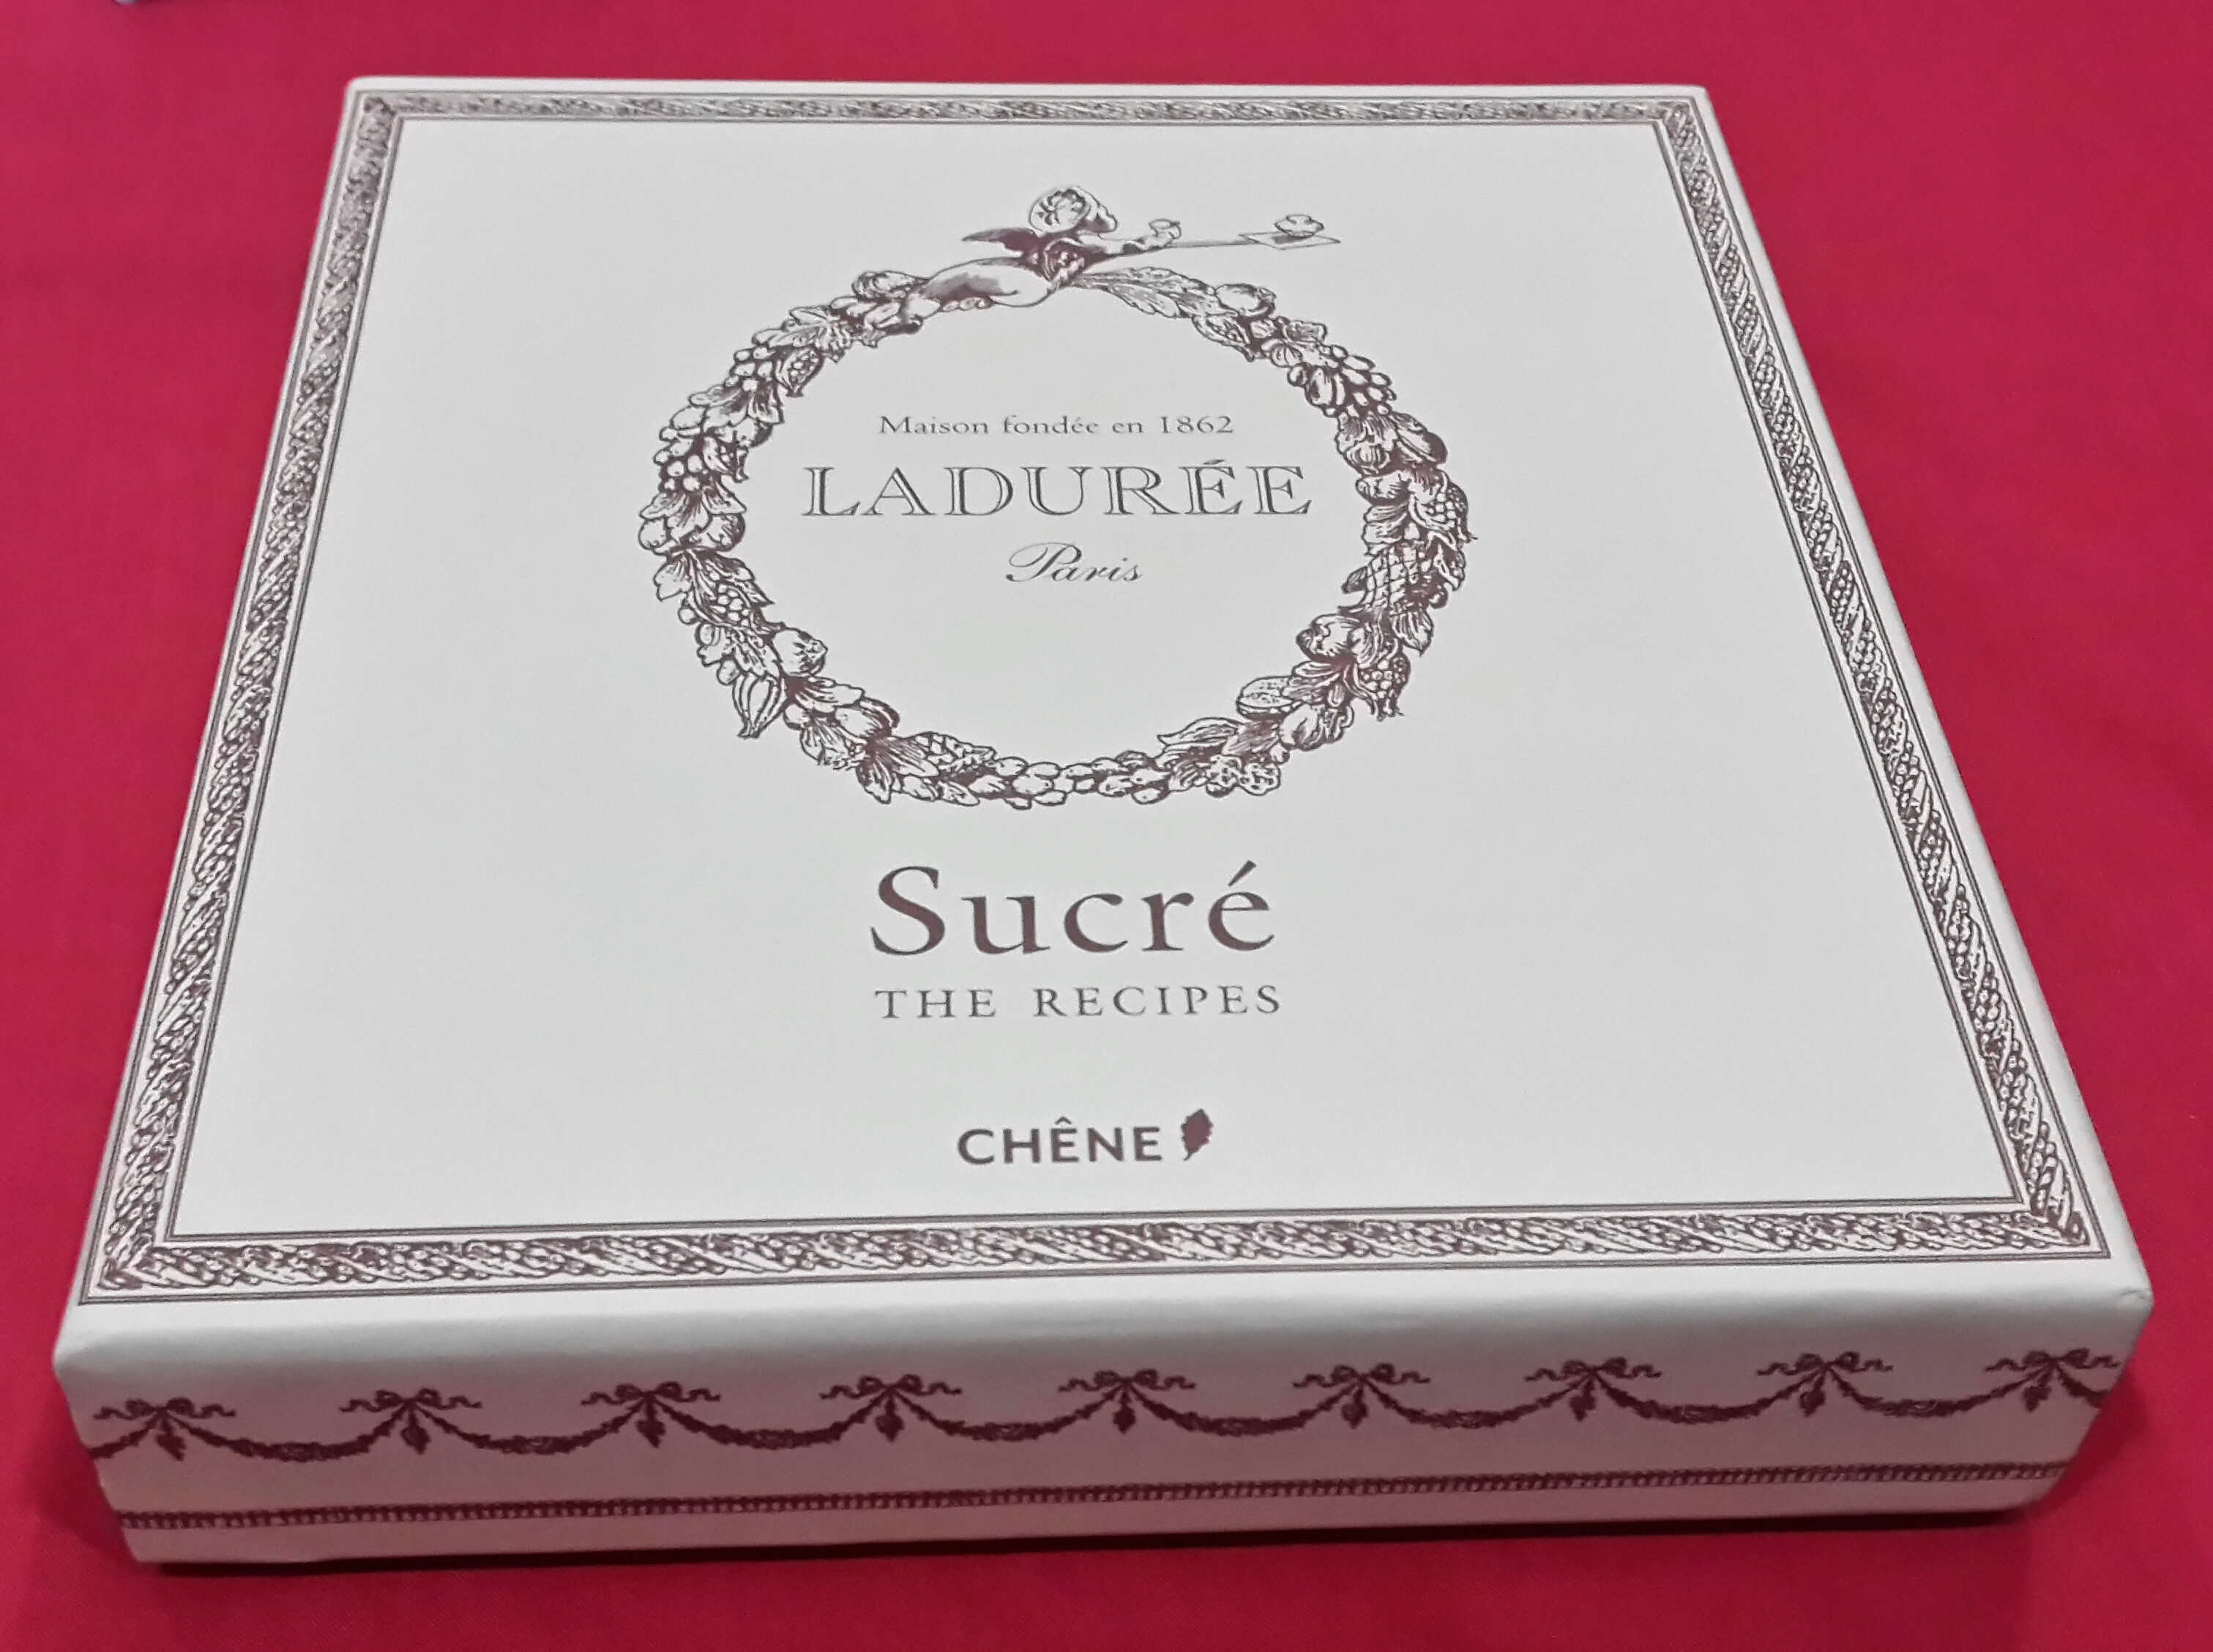 Maison fondée en 1862
LADURÉE
Paris
Sucré
THE RECIPES
CHÊNE